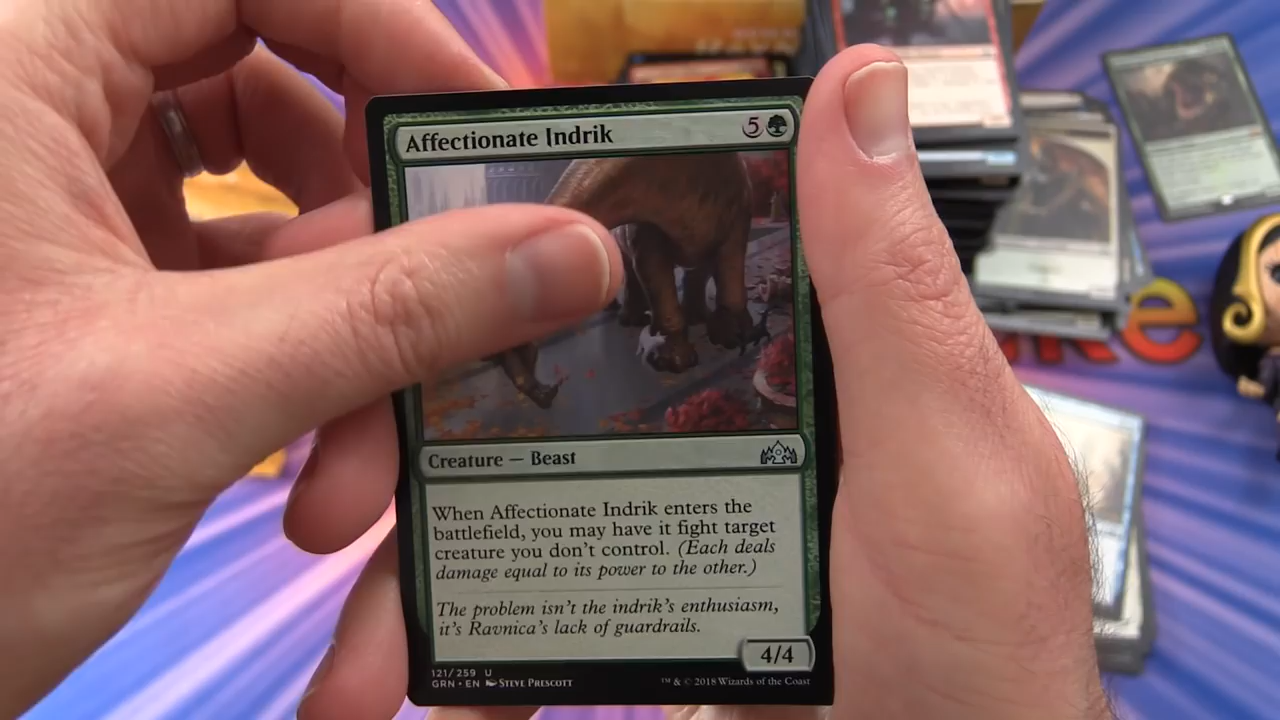 Affectionate Indrik 5
Creature — Beast
When Affectionate Indrik enters the
battlefield, you may have it fight target
creature you don't control. (Each deals
damage equal to its power to the other.)
The problem isn't the indrik's enthusiasm,
it's Ravnica's lack of guardrails.
4/4
121/259 U
GRN • EN Steve Prescott
™ & © 2018 Wizards of the Coast